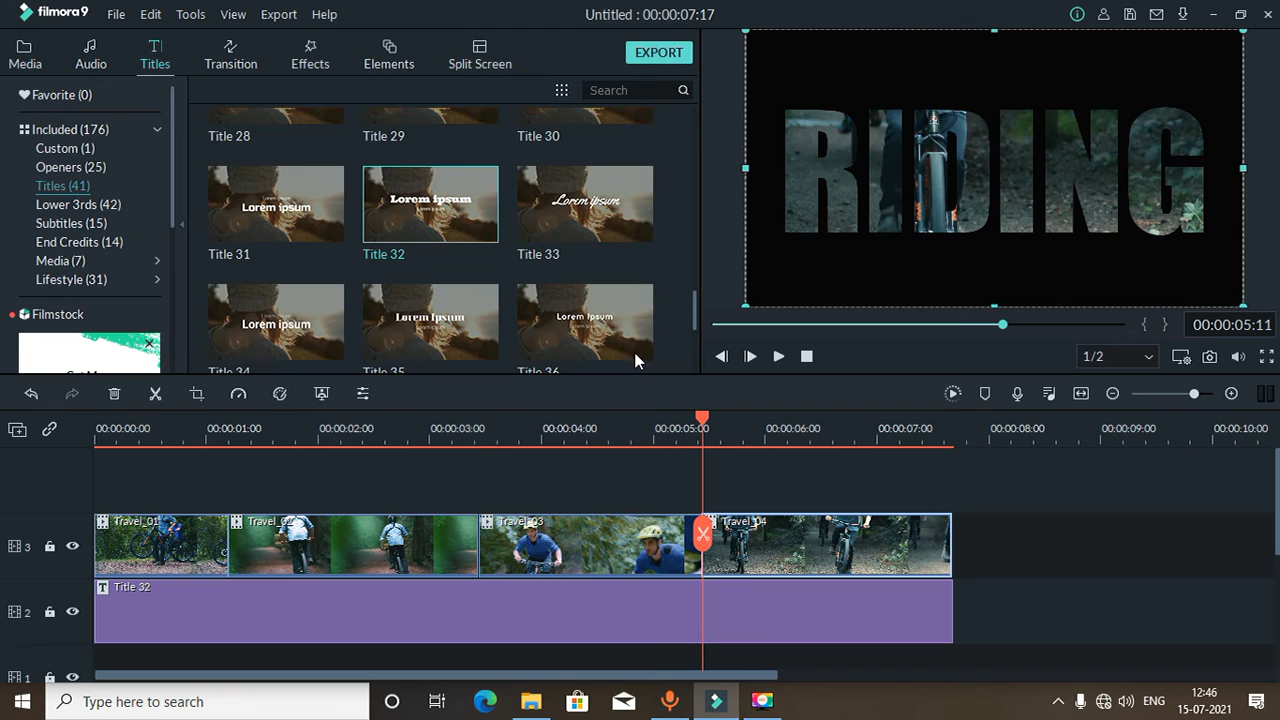 filmora9 File Edit Tools View Export Help Untitled : 00:00:07:17
Media Audio Titles Transition Effects Elements Split Screen EXPORT
Favorite (0)
Included (176)
Custom (1)
Openers (25)
Titles (41)
Lower 3rds (42)
Subtitles (15)
End Credits (14)
Media (7)
Lifestyle (31)
Filmstock
Search
Title 28 Title 29 Title 30
Lorem ipsum Lorem ipsum Lorem ipsum
Title 31 Title 32 Title 33
Lorem ipsum Lorem ipsum Lorem ipsum
Title 34 Title 35 Title 36
RIDING
00:00:05:11
1/2
00:00:00:00 00:00:01:00 00:00:02:00 00:00:03:00 00:00:04:00 00:00:05:00 00:00:06:00 00:00:07:00 00:00:08:00 00:00:09:00 00:00:10:00
3 Travel_01 Travel_02 Travel_03 Travel_04
2 T Title 32
1
Type here to search
ENG
12:46
15-07-2021